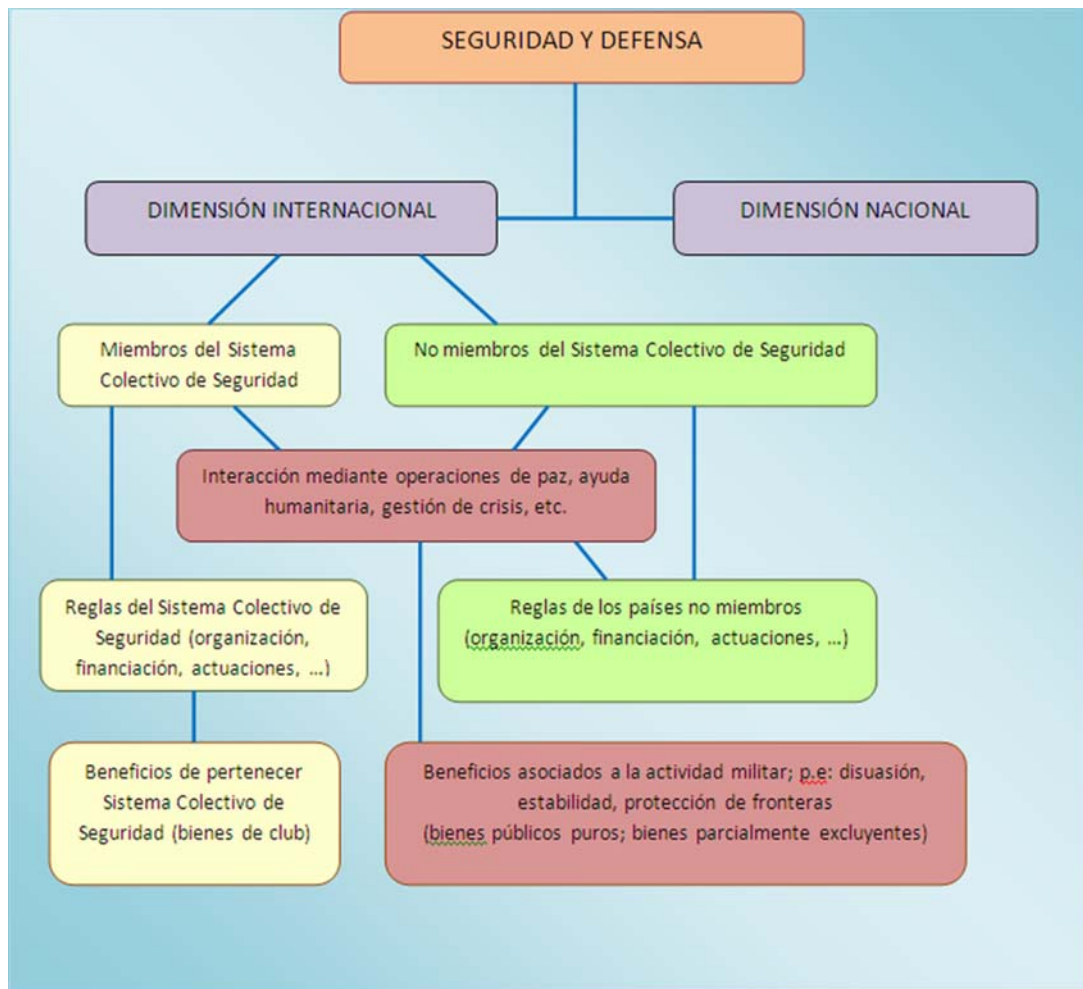 SEGURIDAD Y DEFENSA
DIMENSIÓN INTERNACIONAL
DIMENSIÓN NACIONAL
Miembros del Sistema
Colectivo de Seguridad
No miembros del Sistema Colectivo de Seguridad
Interacción mediante operaciones de paz, ayuda
humanitaria, gestión de crisis, etc.
Reglas del Sistema Colectivo de
Seguridad (organización,
financiación, actuaciones, ...)
Reglas de los países no miembros
(organización, financiación, actuaciones, ...)
Beneficios de pertenecer
Sistema Colectivo de
Seguridad (bienes de club)
Beneficios asociados a la actividad militar; p.e: disuasión,
estabilidad, protección de fronteras
(bienes públicos puros; bienes parcialmente excluyentes)